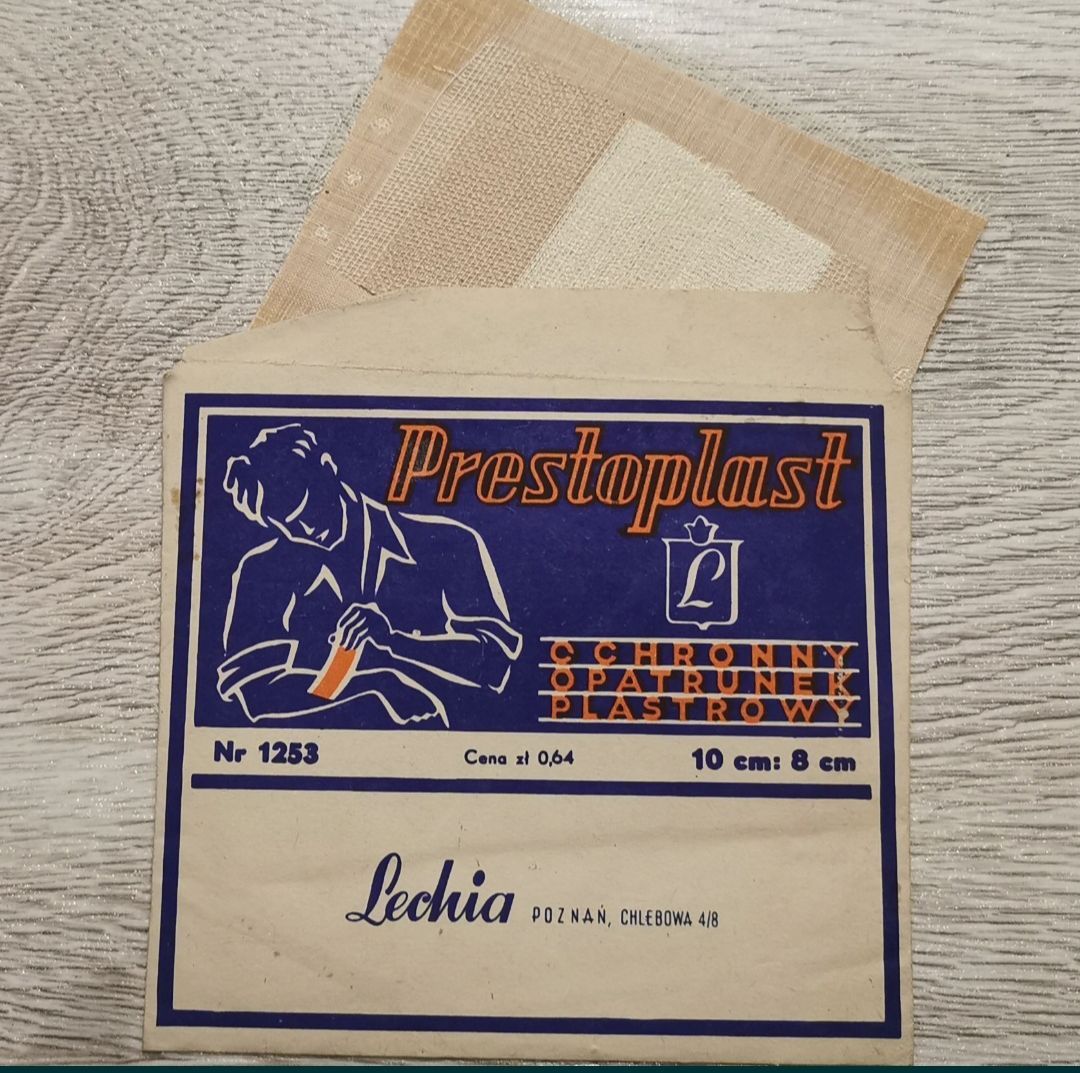 Prestoplast
L
OCHRONNY
OPATRUNEK
PLASTROWY
Nr 1253 Cena zł 0,64 10 cm: 8 cm
Lechia POZNAŃ, CHLEBOWA 4/8